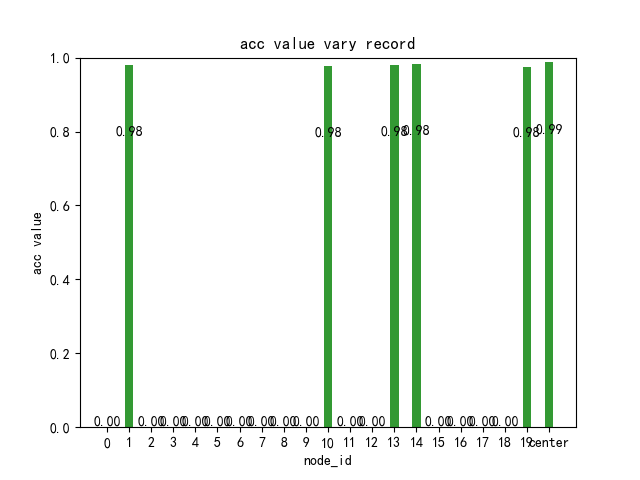 acc value vary record
1.0
0.8
0.6
0.4
0.2
0.0
acc value
0.98 0.98 0.98 0.98 0.98 0.99
0.00 0.00 0.00 0.00 0.00 0.00 0.00 0.00 0.00 0.00 0.00 0.00 0.00 0.00 0.00
0 1 2 3 4 5 6 7 8 9 10 11 12 13 14 15 16 17 18 19 center
node_id